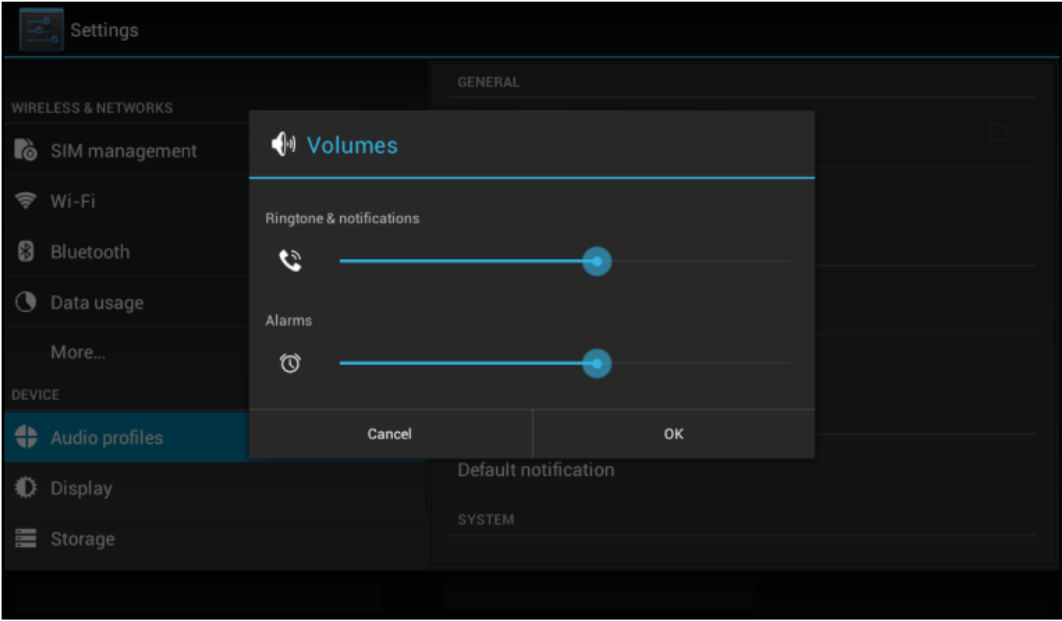 Settings
WIRELESS & NETWORKS
SIM management
Wi-Fi
Bluetooth
Data usage
More...
DEVICE
Audio profiles
Display
Storage
GENERAL
Volumes
Ringtone & notifications
Alarms
Cancel
OK
Default notification
SYSTEM